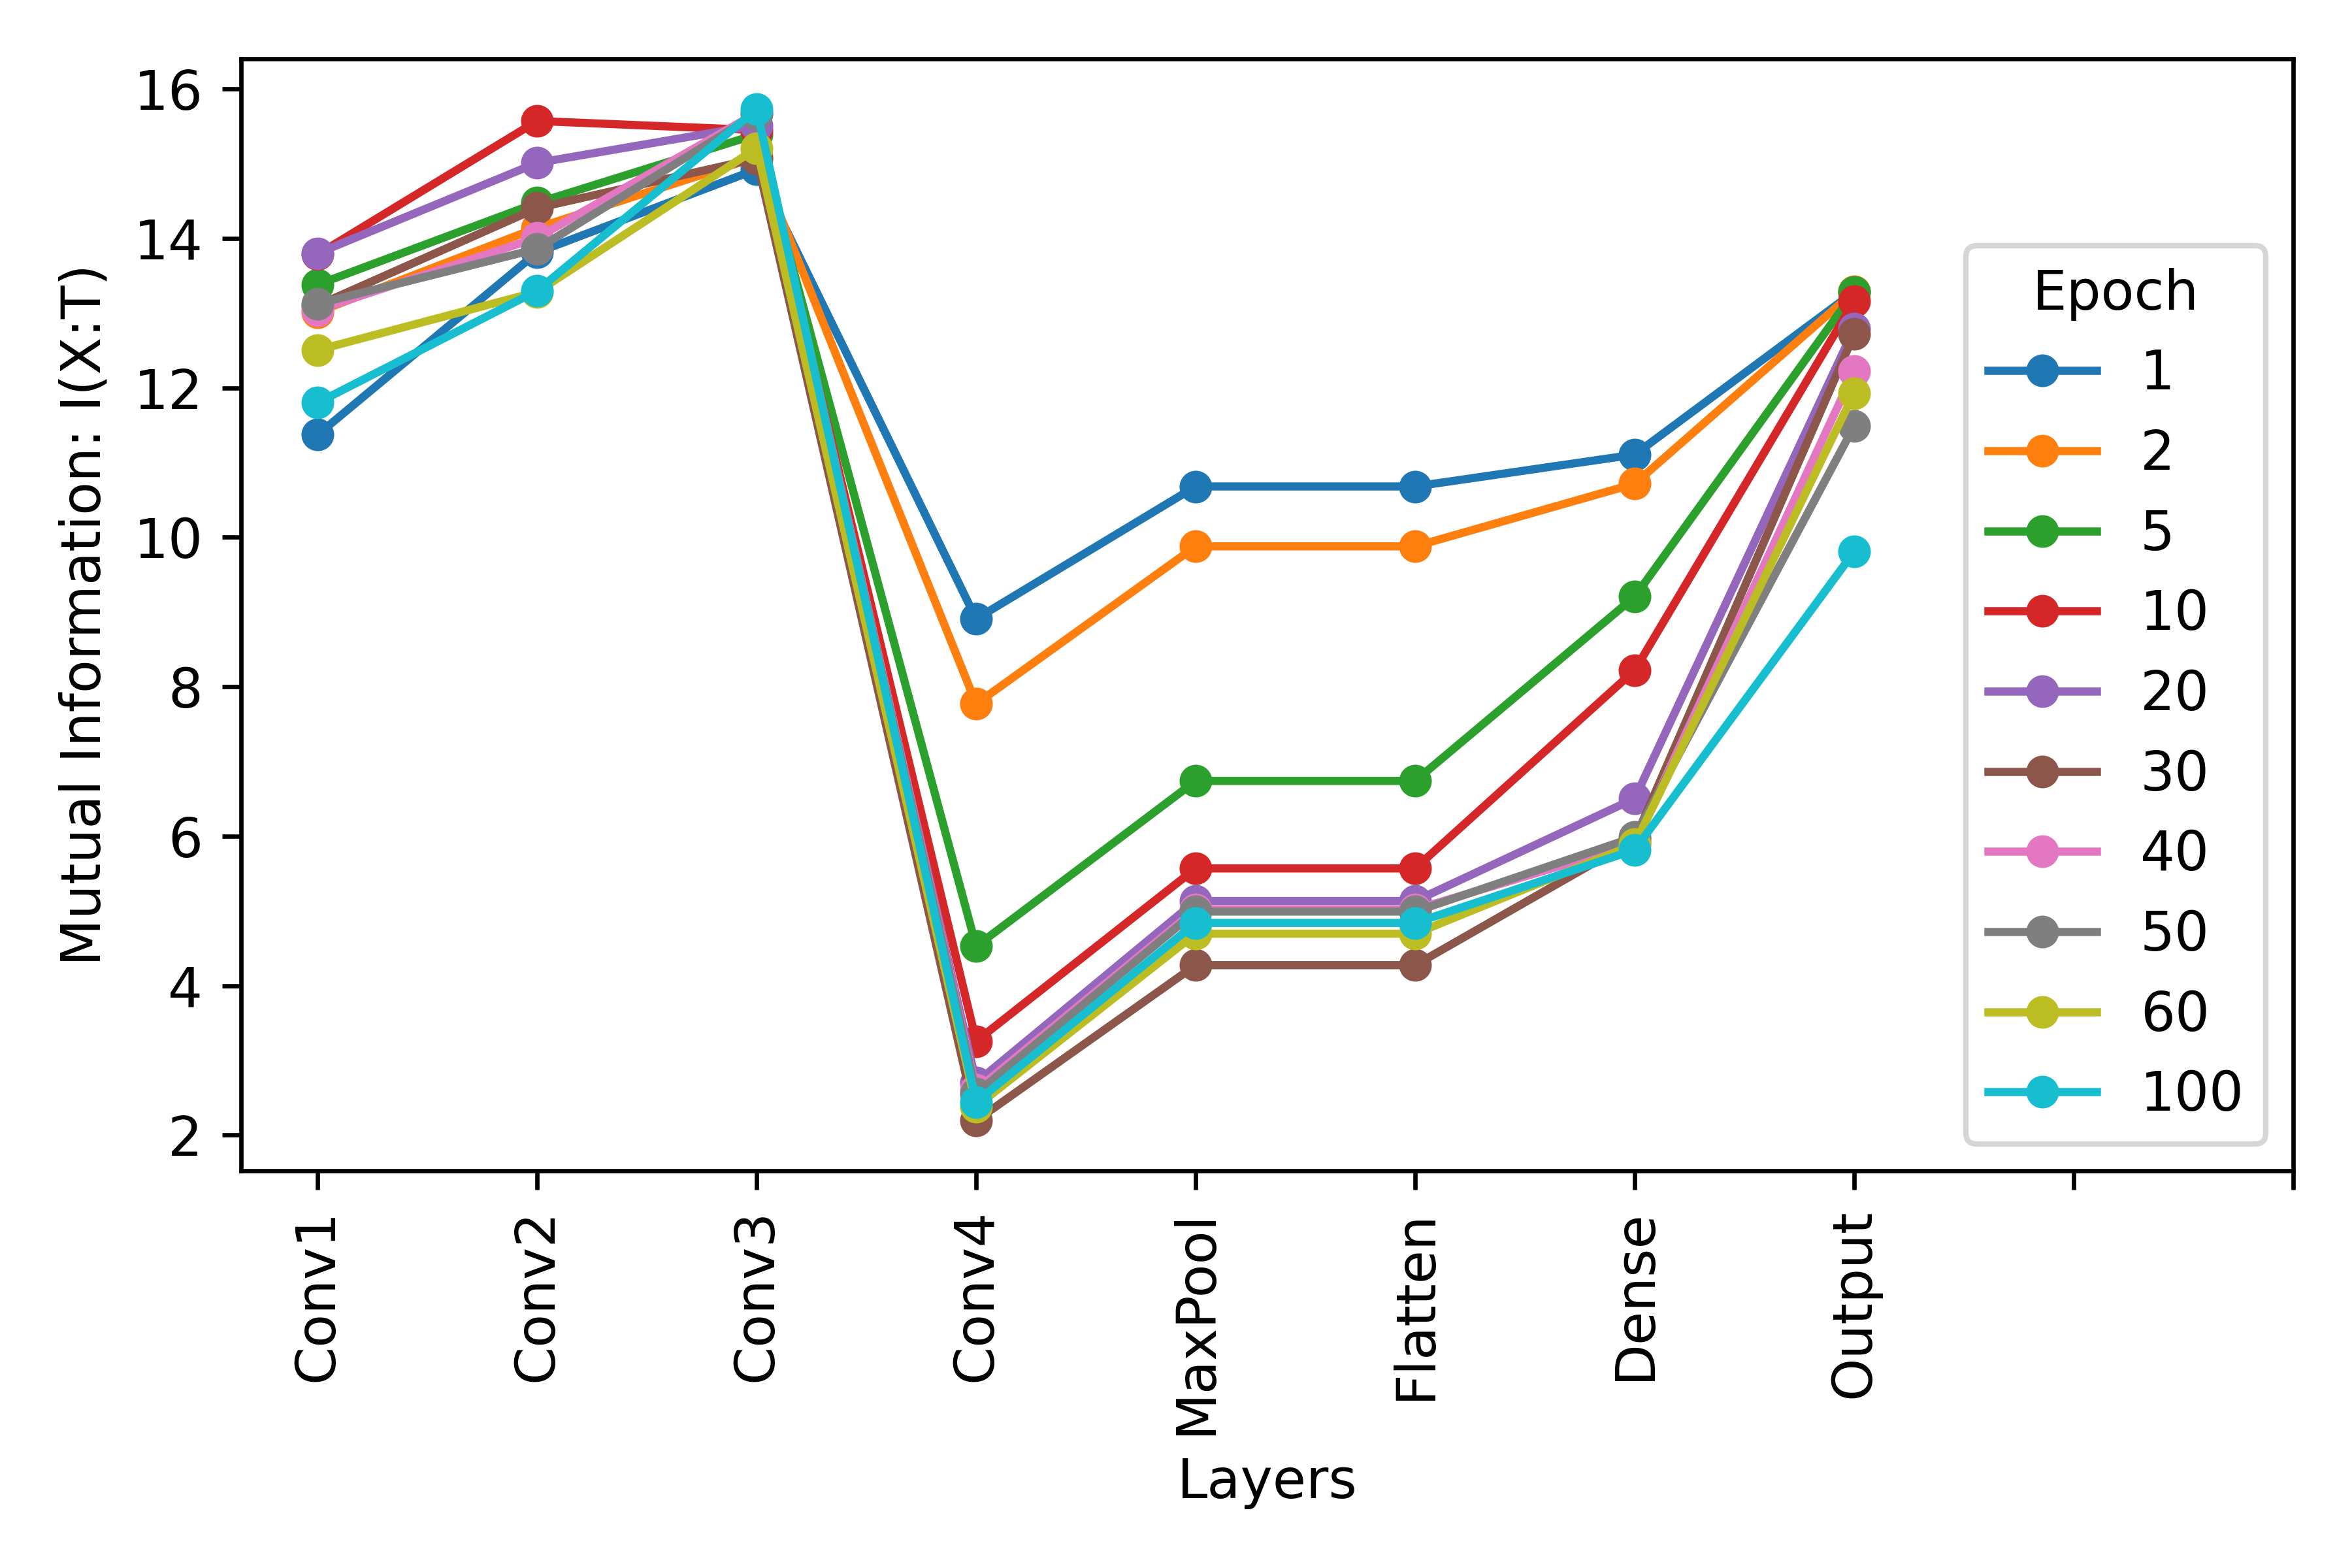 16
14
12
10
8
6
4
2
Mutual Information: I(X:T)
Conv1
Conv2
Conv3
Conv4
MaxPool
Flatten
Dense
Output
Layers
Epoch
1
2
5
10
20
30
40
50
60
100